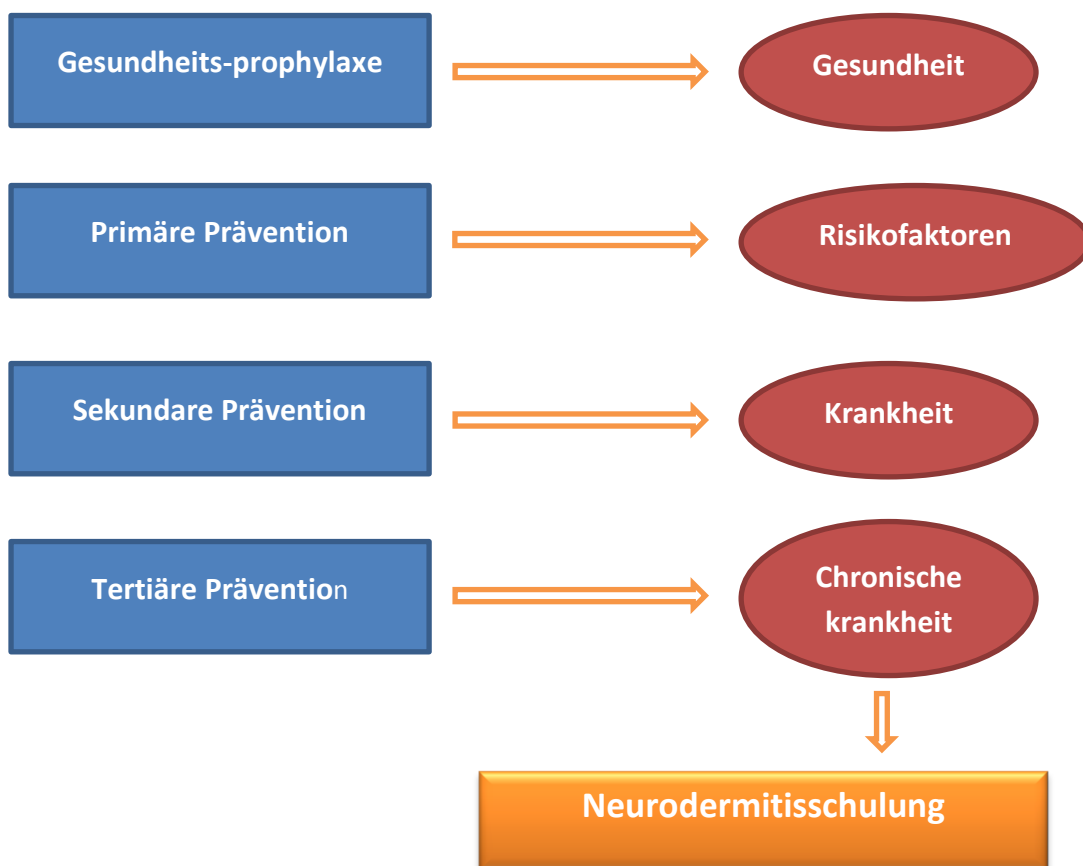 Gesundheits-prophylaxe
Gesundheit
Primäre Prävention
Risikofaktoren
Sekundare Prävention
Krankheit
Tertiäre Prävention
Chronische
krankheit
Neurodermitisschulung